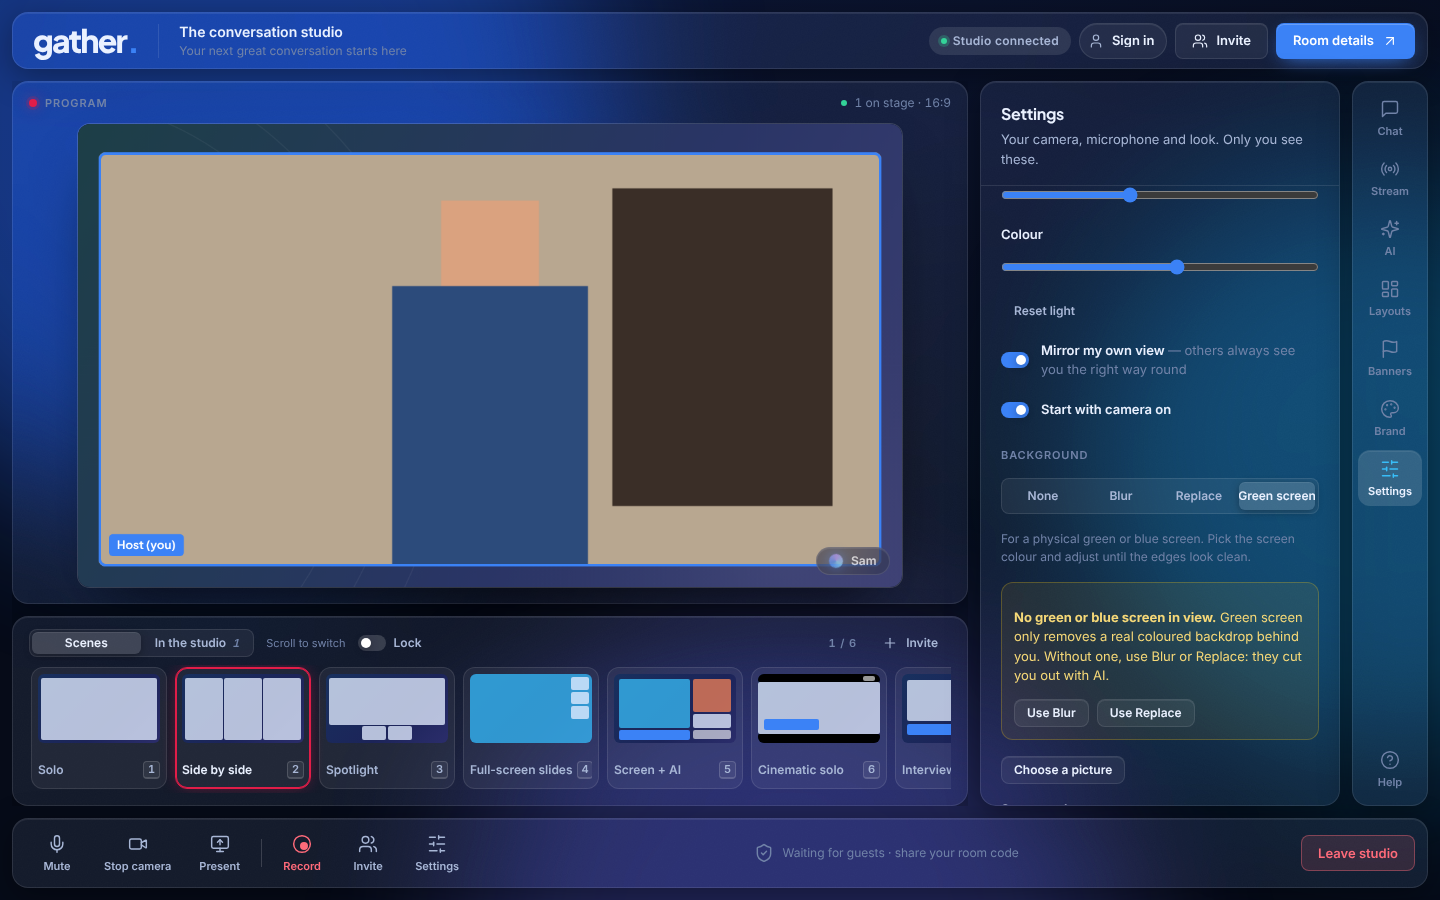 gather.
The conversation studio
Your next great conversation starts here
Studio connected
Sign in
Invite
Room details
PROGRAM
1 on stage · 16:9
Host (you)
Sam
Scenes
In the studio 1
Scroll to switch
Lock
1 / 6
Invite
Solo 1
Side by side 2
Spotlight 3
Full-screen slides 4
Screen + AI 5
Cinematic solo 6
Interview
Settings
Your camera, microphone and look. Only you see
these.
Colour
Reset light
Mirror my own view — others always see
you the right way round
Start with camera on
BACKGROUND
None
Blur
Replace
Green screen
For a physical green or blue screen. Pick the screen
colour and adjust until the edges look clean.
No green or blue screen in view. Green screen
only removes a real coloured backdrop behind
you. Without one, use Blur or Replace: they cut
you out with AI.
Use Blur
Use Replace
Choose a picture
Chat
Stream
AI
Layouts
Banners
Brand
Settings
Help
Mute
Stop camera
Present
Record
Invite
Settings
Waiting for guests · share your room code
Leave studio